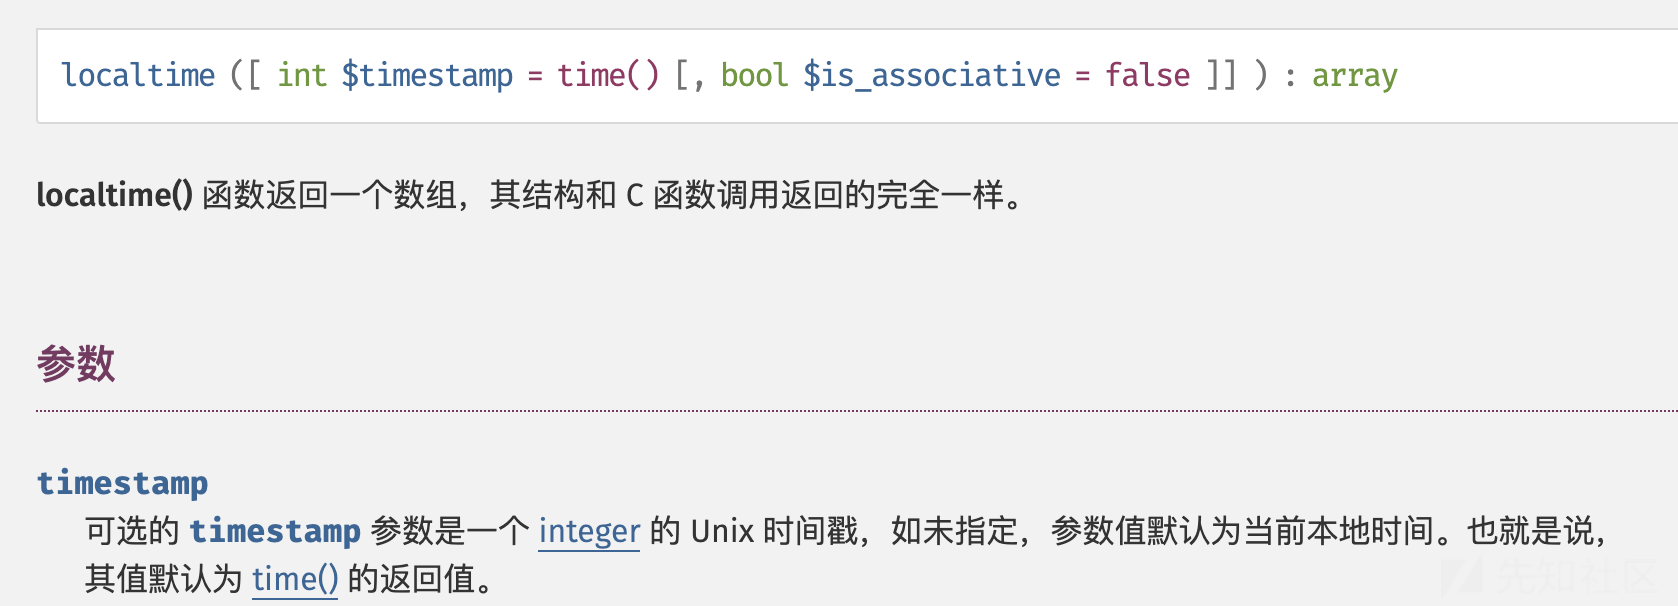 localtime ([ int $timestamp = time() [, bool $is_associative = false ]] ) : array
localtime() 函数返回一个数组，其结构和 C 函数调用返回的完全一样。
参数
timestamp
可选的 timestamp 参数是一个 integer 的 Unix 时间戳，如未指定，参数值默认为当前本地时间。也就是说，
其值默认为 time() 的返回值。
先知社区